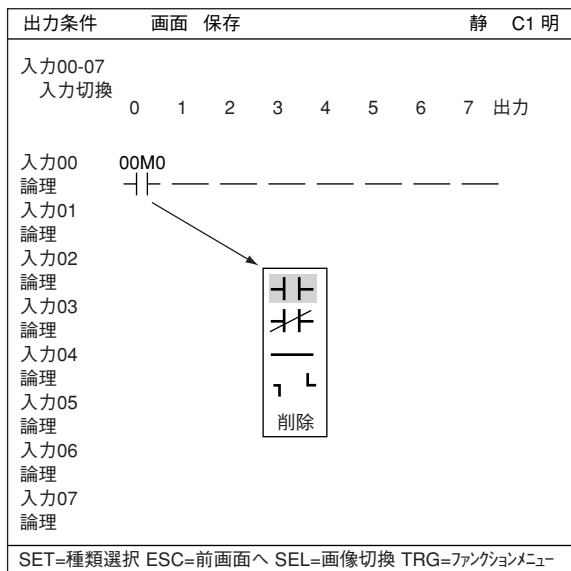 出力条件 画面 保存 静 C1 明
入力00-07
入力切換
0 1 2 3 4 5 6 7 出力
入力00 00M0
論理
入力01
論理
入力02
論理
入力03
論理
入力04
論理
入力05
論理
入力06
論理
入力07
論理
削除
SET=種類選択 ESC=前画面へ SEL=画像切換 TRG=ファンクションメニュー